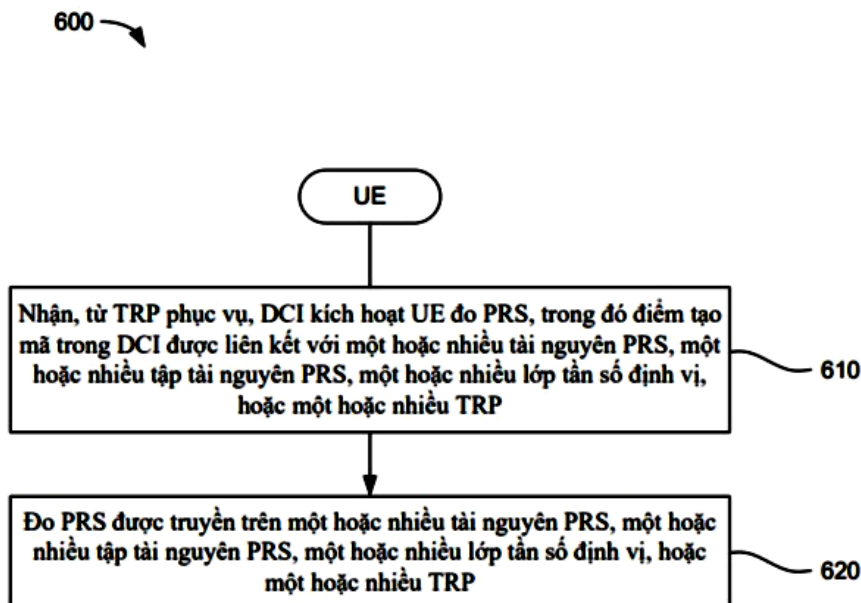 600
UE
Nhận, từ TRP phục vụ, DCI kích hoạt UE đo PRS, trong đó điểm tạo
mã trong DCI được liên kết với một hoặc nhiều tài nguyên PRS, một
hoặc nhiều tập tài nguyên PRS, một hoặc nhiều lớp tần số định vị,
hoặc một hoặc nhiều TRP
610
Đo PRS được truyền trên một hoặc nhiều tài nguyên PRS, một hoặc
nhiều tập tài nguyên PRS, một hoặc nhiều lớp tần số định vị, hoặc
một hoặc nhiều TRP
620